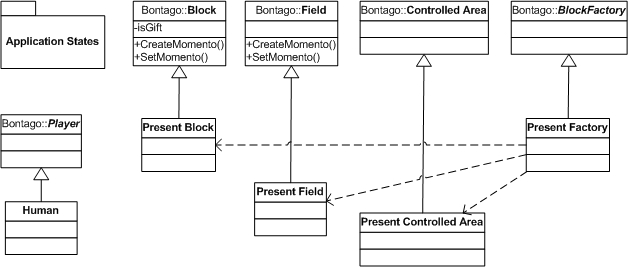 Application States
Bontago::Block
-isGift
+CreateMomento()
+SetMomento()
Bontago::Field
+CreateMomento()
+SetMomento()
Bontago::Controlled Area
Bontago::BlockFactory
Bontago::Player
Present Block
Present Factory
Present Field
Human
Present Controlled Area